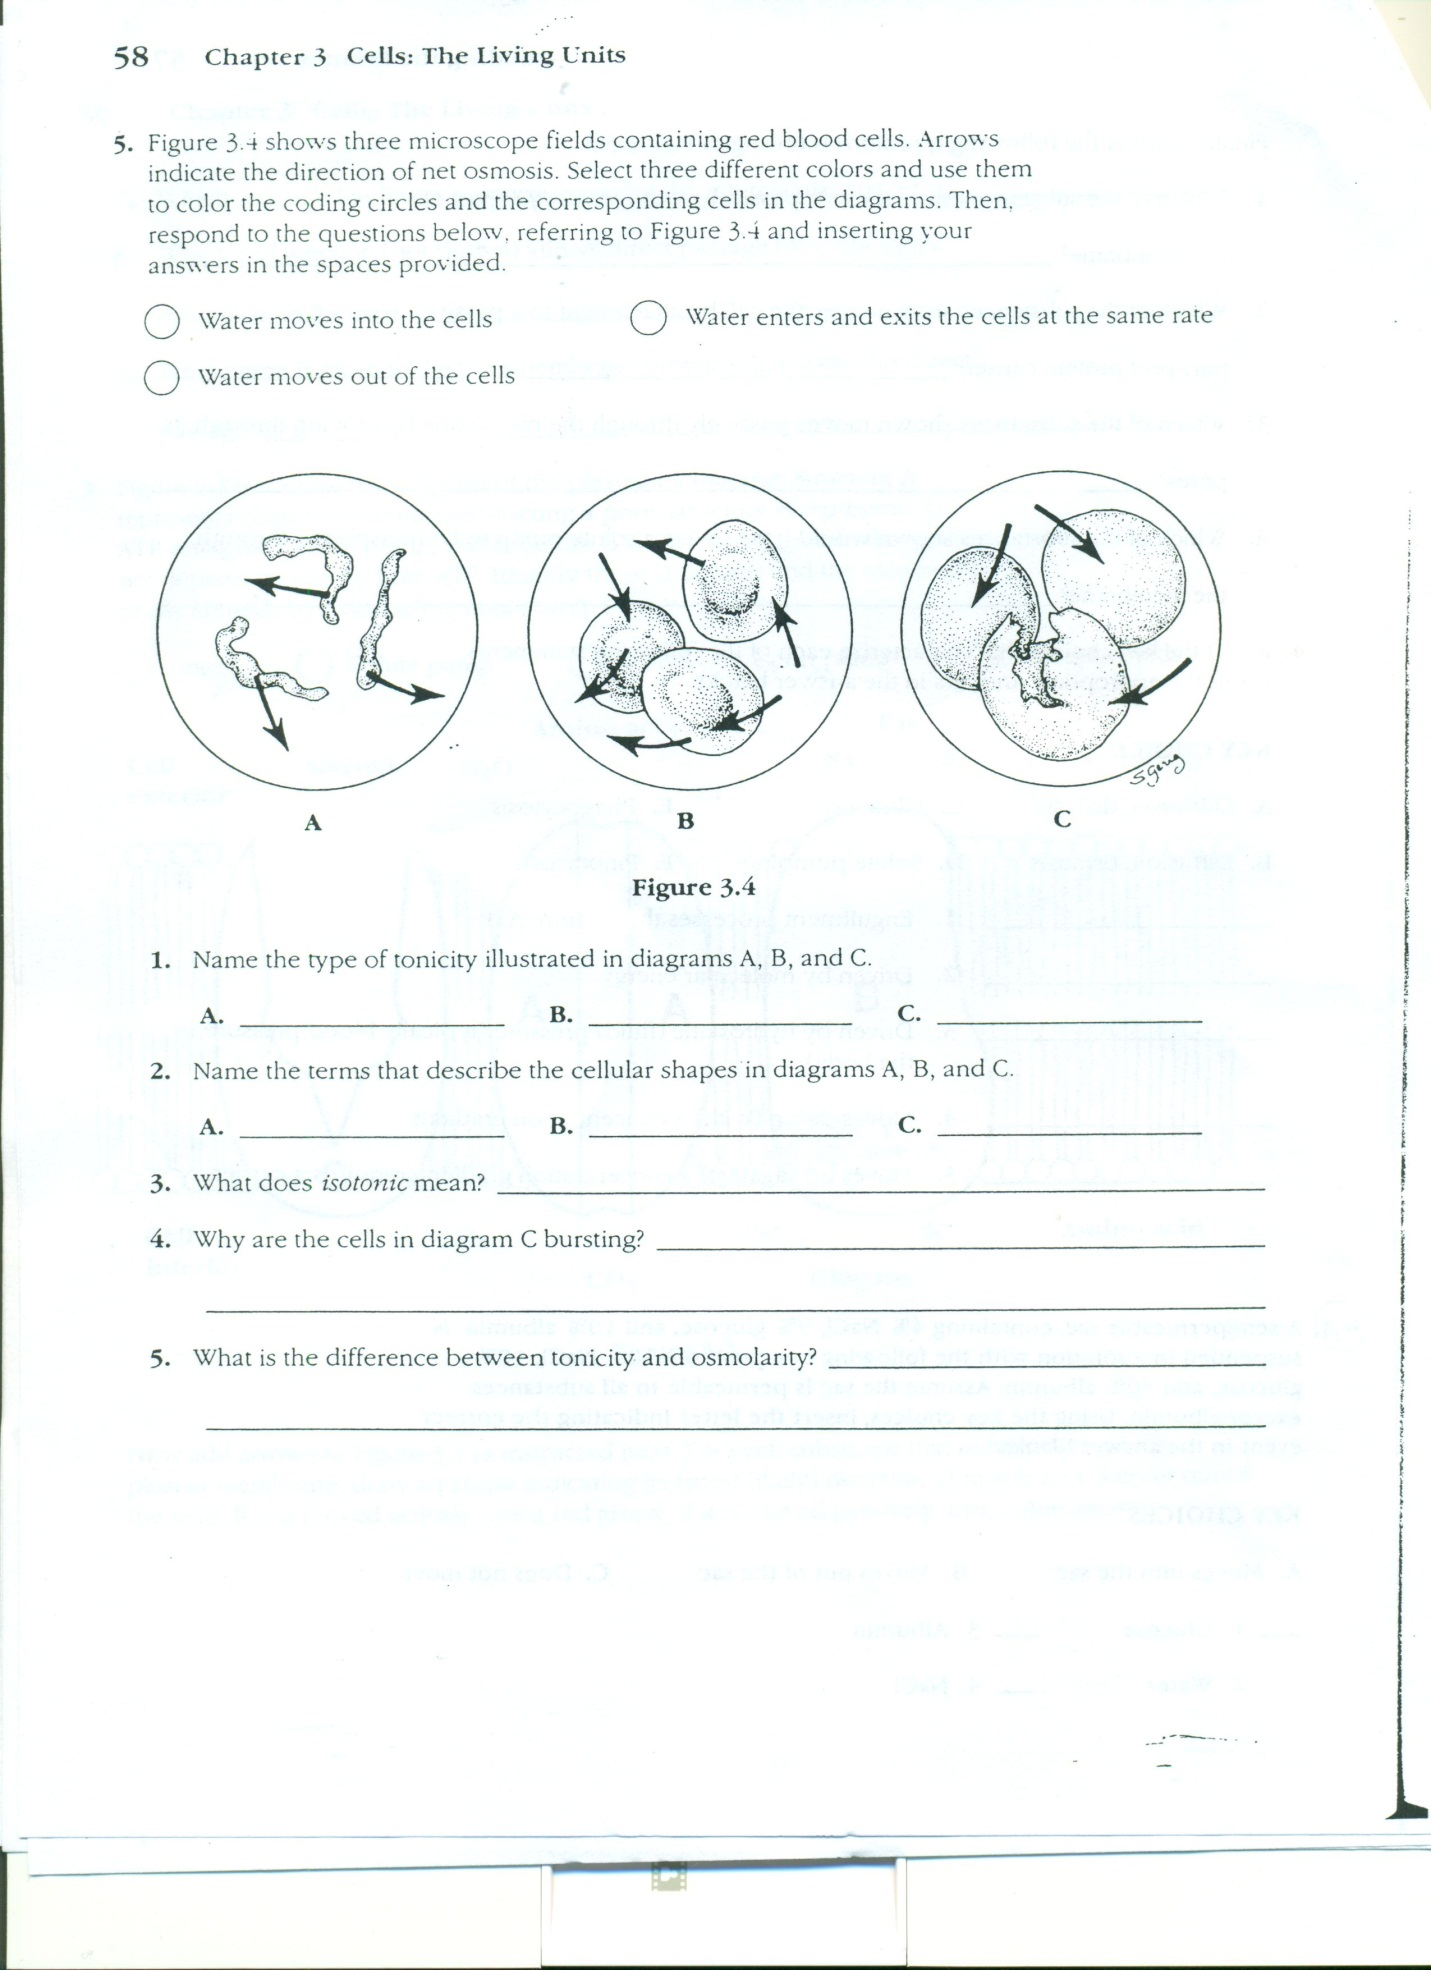 58 Chapter 3 Cells: The Living Units
5. Figure 3.4 shows three microscope fields containing red blood cells. Arrows
indicate the direction of net osmosis. Select three different colors and use them
to color the coding circles and the corresponding cells in the diagrams. Then,
respond to the questions below, referring to Figure 3.4 and inserting your
answers in the spaces provided.
Water moves into the cells
Water enters and exits the cells at the same rate
Water moves out of the cells
A
B
C
Figure 3.4
1. Name the type of tonicity illustrated in diagrams A, B, and C.
A. B. C.
2. Name the terms that describe the cellular shapes in diagrams A, B, and C.
A. B. C.
3. What does isotonic mean?
4. Why are the cells in diagram C bursting?
5. What is the difference between tonicity and osmolarity?